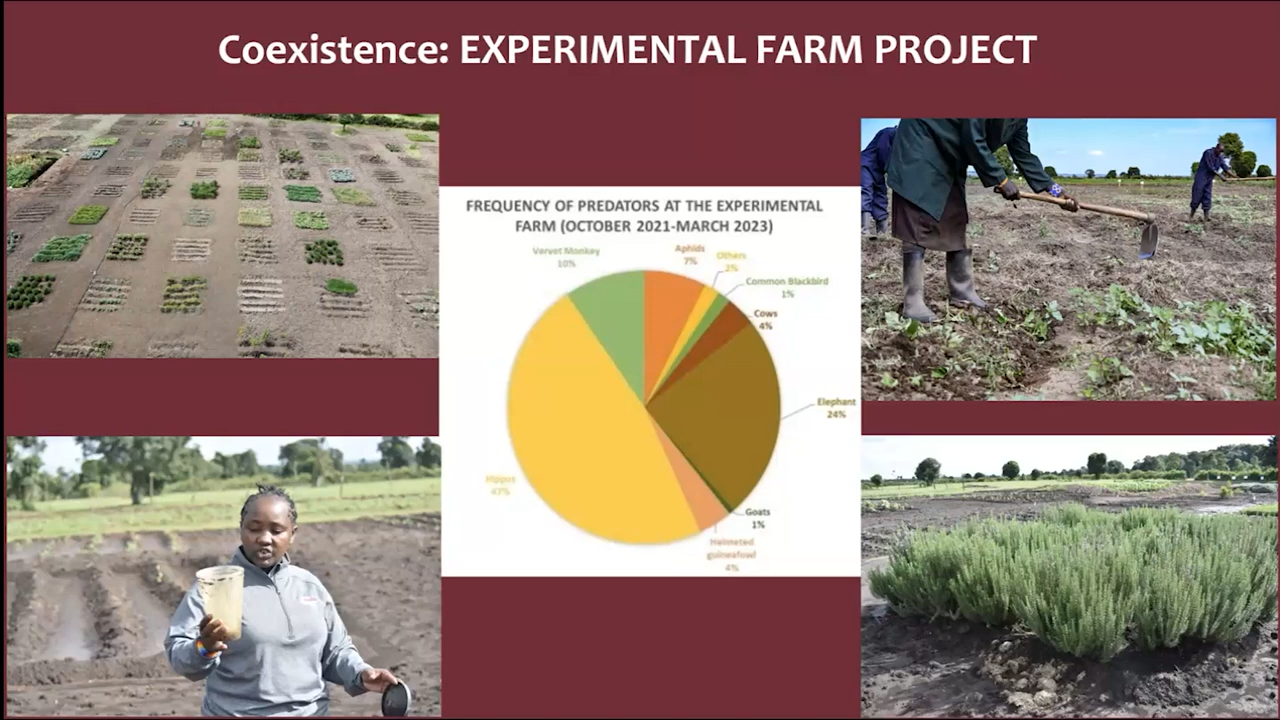 Coexistence: EXPERIMENTAL FARM PROJECT
FREQUENCY OF PREDATORS AT THE EXPERIMENTAL
FARM (OCTOBER 2021-MARCH 2023)
Vervet Monkey
10%
Aphids
7%
Others
2%
Common Blackbird
1%
Cows
4%
Elephant
24%
Hippus
47%
Goats
1%
Helmeted
guineafowl
4%